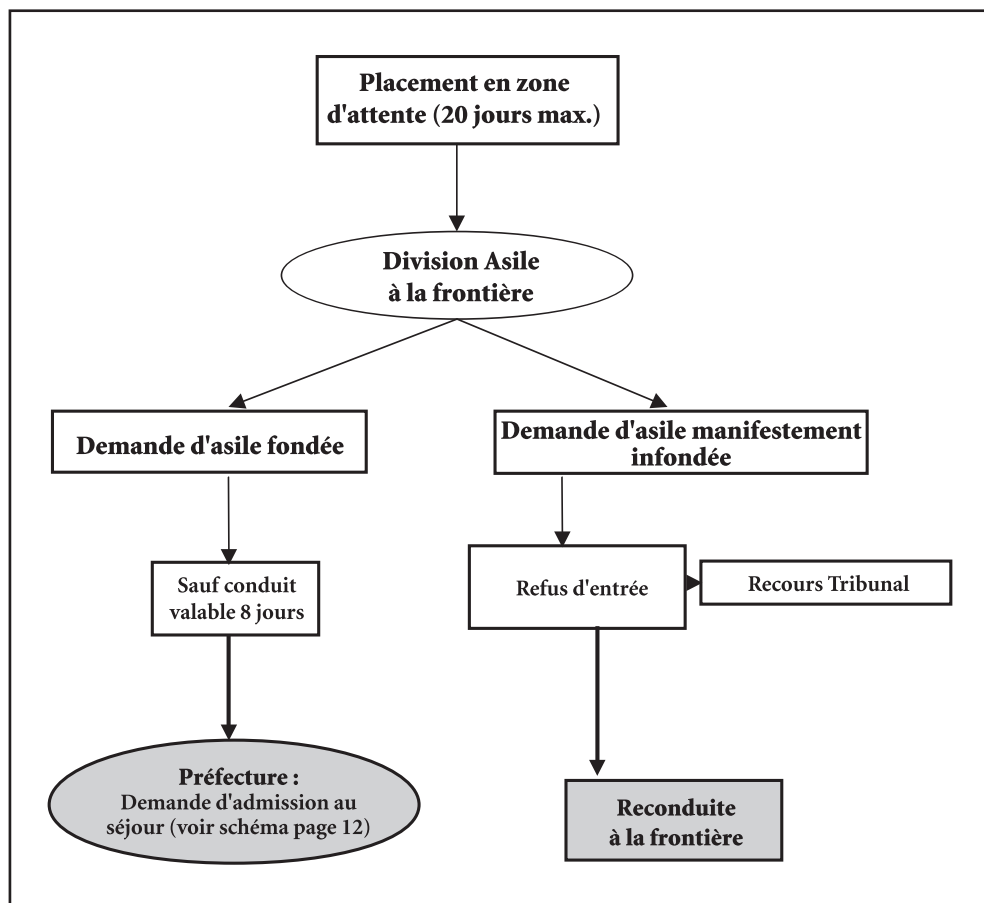 Placement en zone
d'attente (20 jours max.)
Division Asile
à la frontière
Demande d'asile fondée
Demande d'asile manifestement
infondée
Sauf conduit
valable 8 jours
Refus d'entrée
Recours Tribunal
Préfecture :
Demande d'admission au
séjour (voir schéma page 12)
Reconduite
à la frontière